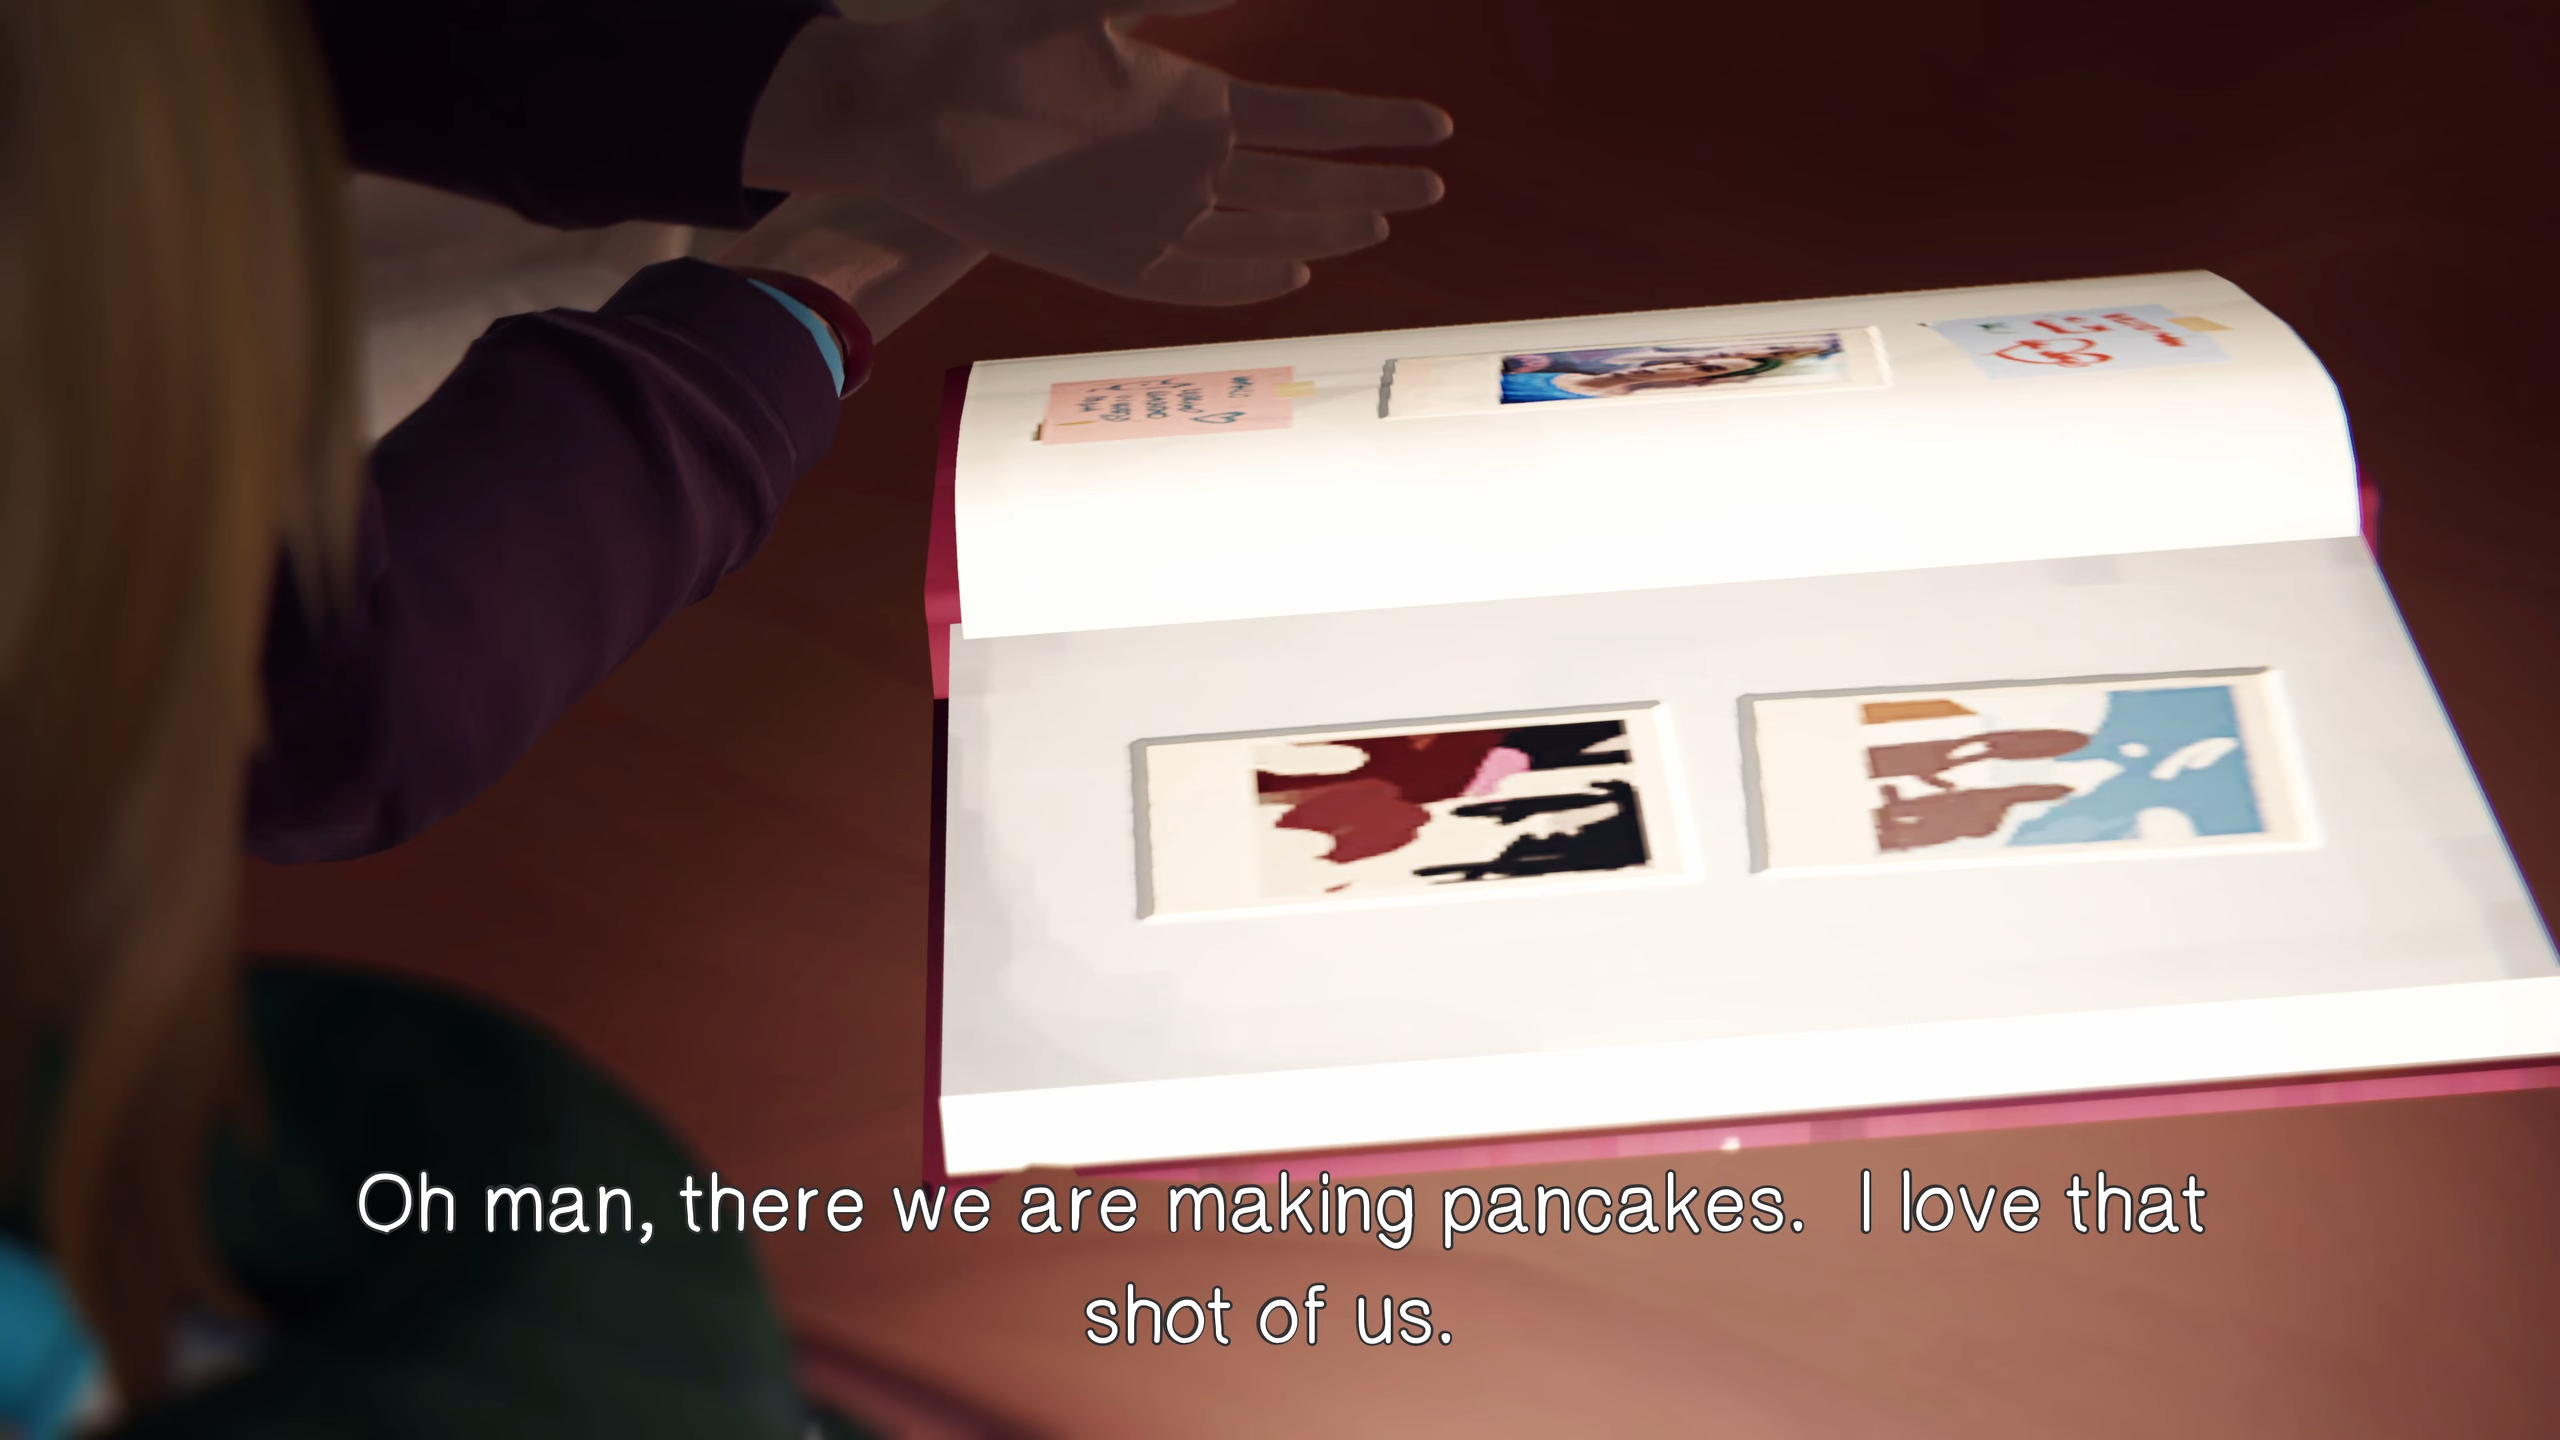 Oh man, there we are making pancakes. I love that
shot of us.